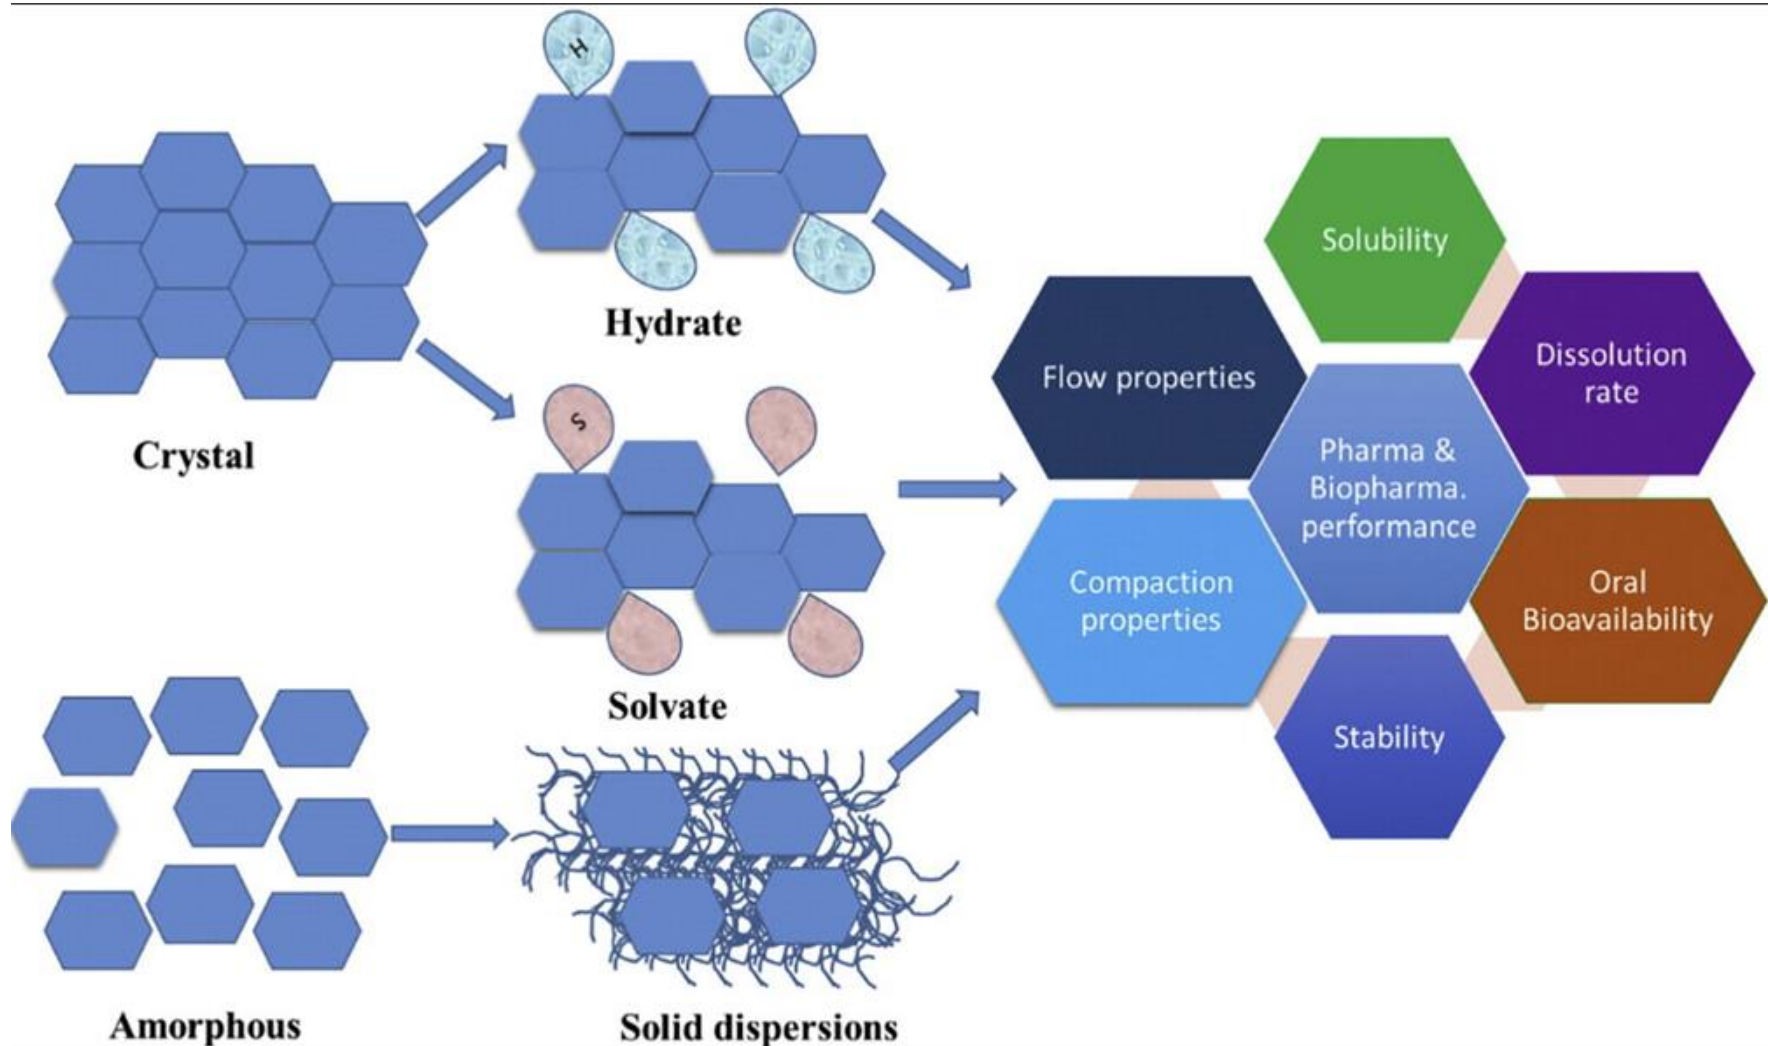 H
Hydrate
Crystal
S
Solvate
Amorphous
Solid dispersions
Solubility
Flow properties
Dissolution
rate
Pharma &
Biopharma.
performance
Compaction
properties
Oral
Bioavailability
Stability